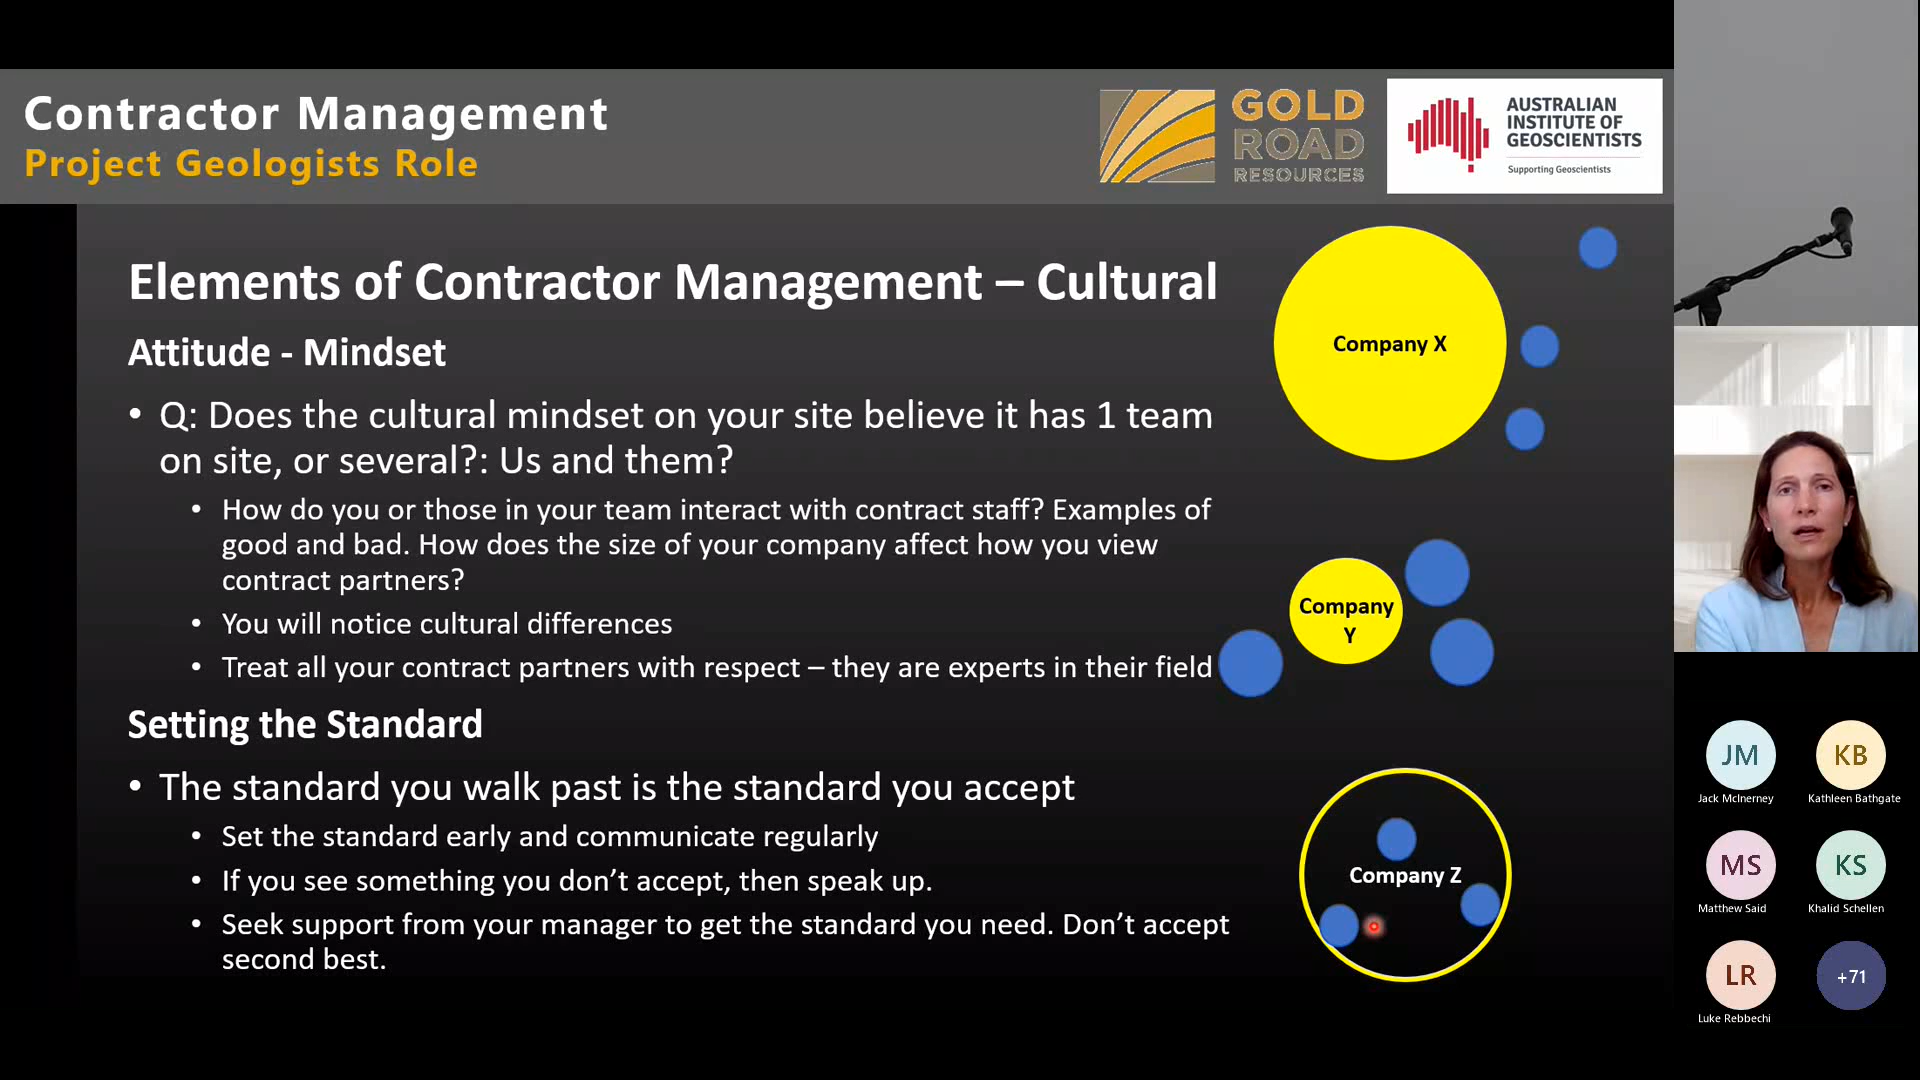 Contractor Management
Project Geologists Role
GOLD
ROAD
RESOURCES
AUSTRALIAN
INSTITUTE OF
GEOSCIENTISTS
Supporting Geoscientists
Elements of Contractor Management – Cultural
Attitude - Mindset
• Q: Does the cultural mindset on your site believe it has 1 team
on site, or several?: Us and them?
• How do you or those in your team interact with contract staff? Examples of
good and bad. How does the size of your company affect how you view
contract partners?
• You will notice cultural differences
• Treat all your contract partners with respect – they are experts in their field
Setting the Standard
• The standard you walk past is the standard you accept
• Set the standard early and communicate regularly
• If you see something you don’t accept, then speak up.
• Seek support from your manager to get the standard you need. Don’t accept
second best.
Company X
Company
Y
Company Z
JM
Jack McInerney
KB
Kathleen Bathgate
MS
Matthew Said
KS
Khalid Schellen
LR
Luke Rebbechi
+71